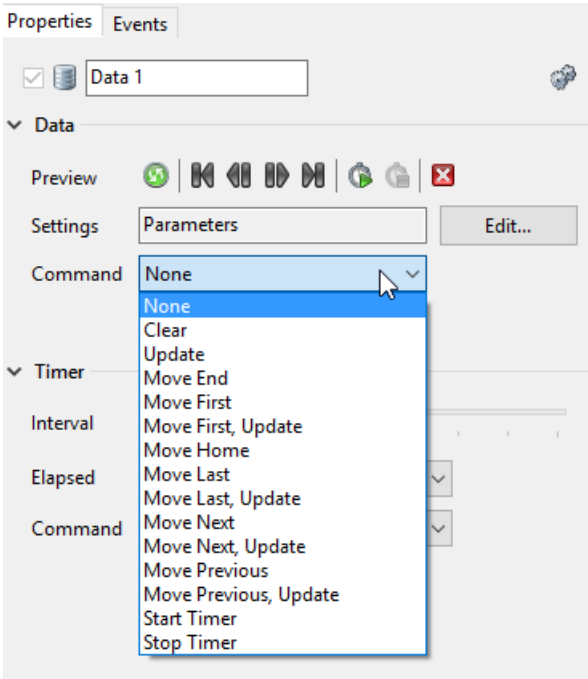 Properties Events
Data 1
Data
Preview
Settings Parameters Edit...
Command None
None
Clear
Update
Move End
Timer
Move First
Interval
Move First, Update
Move Home
Elapsed
Move Last
Move Last, Update
Command
Move Next
Move Next, Update
Move Previous
Move Previous, Update
Start Timer
Stop Timer